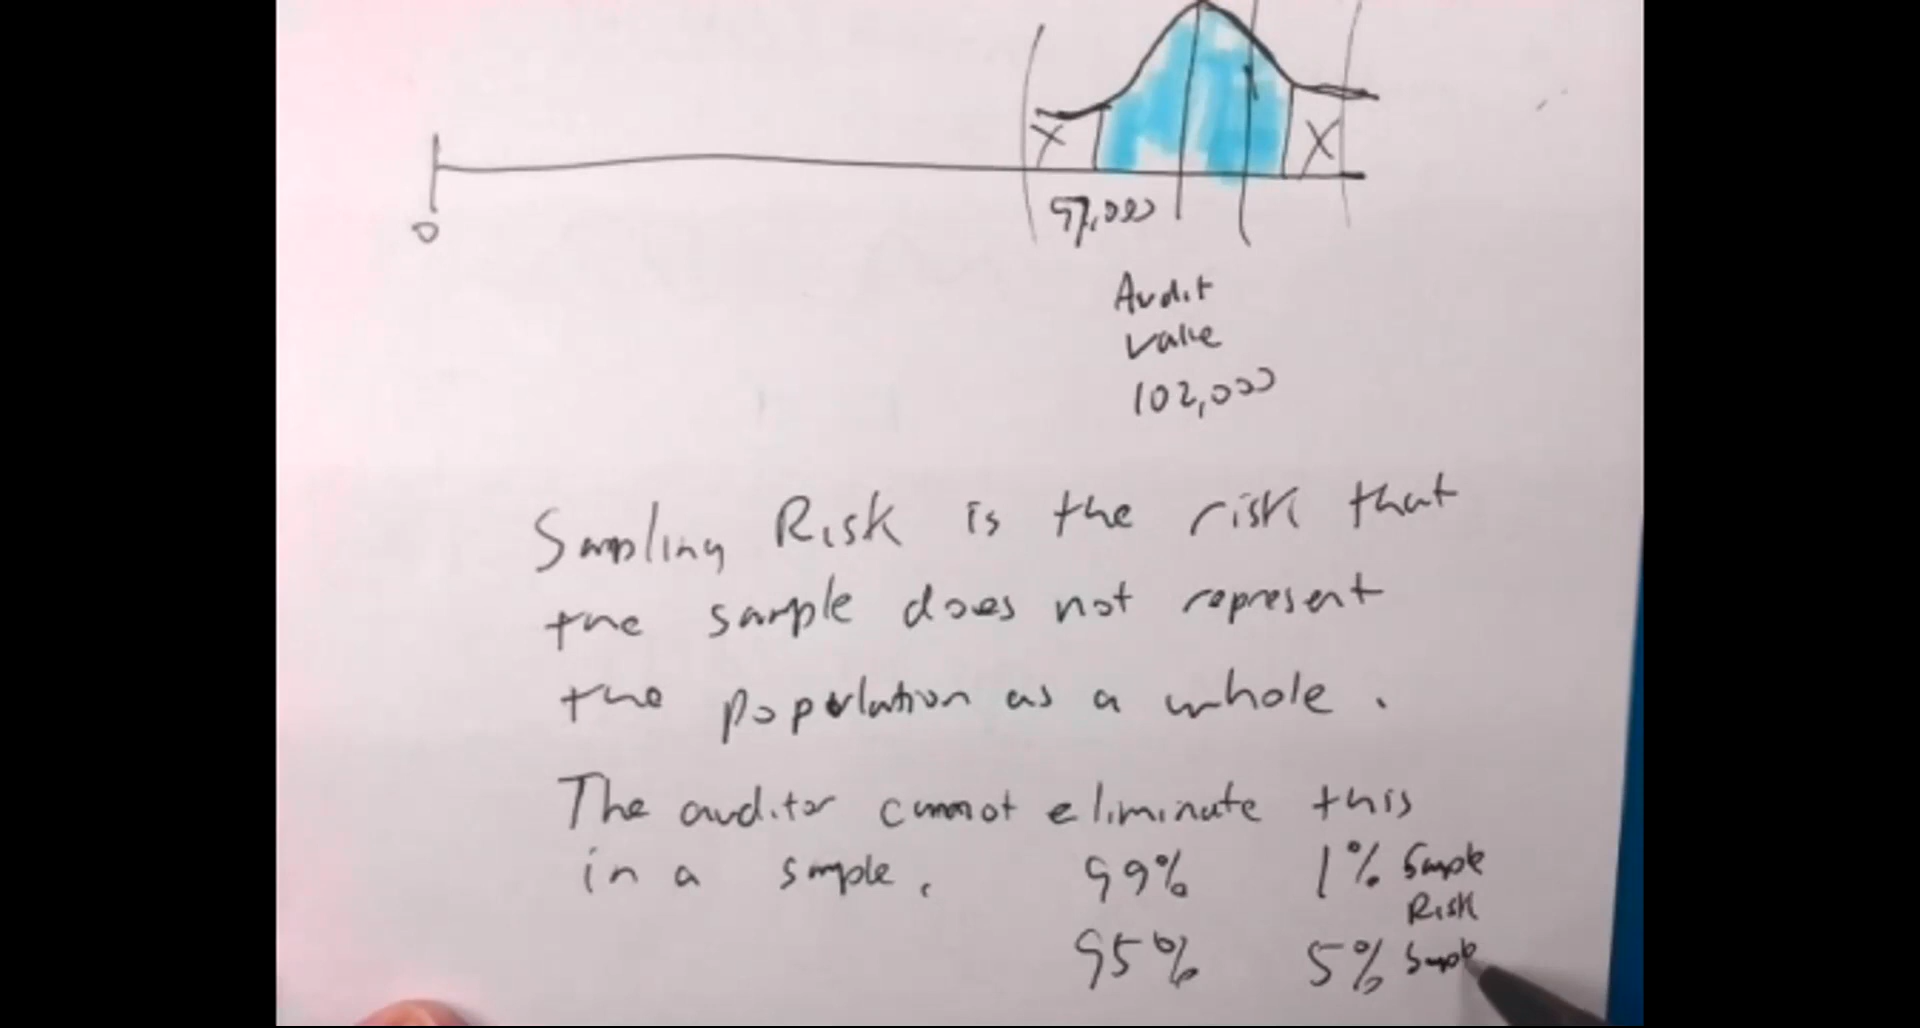 X X
0
97,000
Audit
value
102,000
Sampling Risk is the risk that
the sample does not represent
the population as a whole.
The auditor cannot eliminate this
in a sample. 99% 1% Sample
Risk
95% 5% Sample